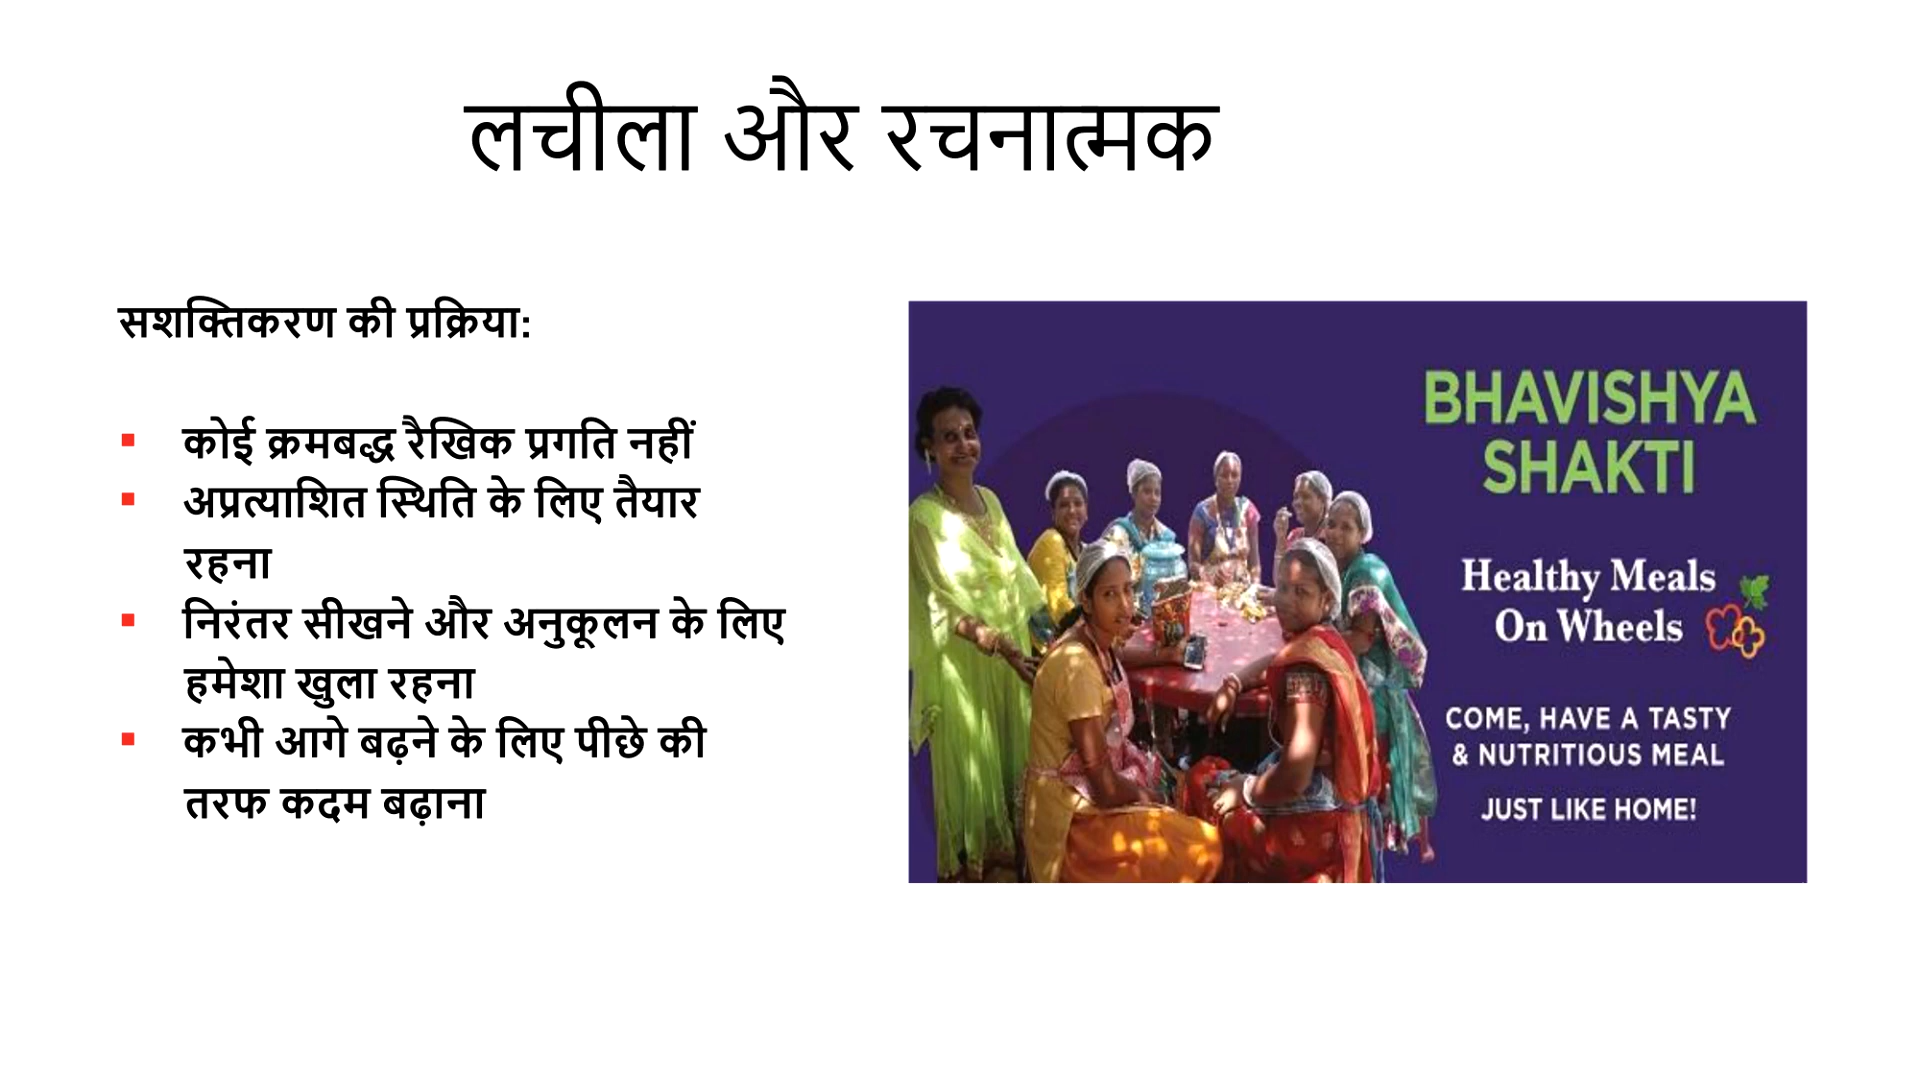 लचीला और रचनात्मक
सशक्तिकरण की प्रक्रिया:
▪ कोई क्रमबद्ध रैखिक प्रगति नहीं
▪ अप्रत्याशित स्थिति के लिए तैयार
रहना
▪ निरंतर सीखने और अनुकूलन के लिए
हमेशा खुला रहना
▪ कभी आगे बढ़ने के लिए पीछे की
तरफ कदम बढ़ाना
BHAVISHYA
SHAKTI
Healthy Meals
On Wheels
COME, HAVE A TASTY
& NUTRITIOUS MEAL
JUST LIKE HOME!